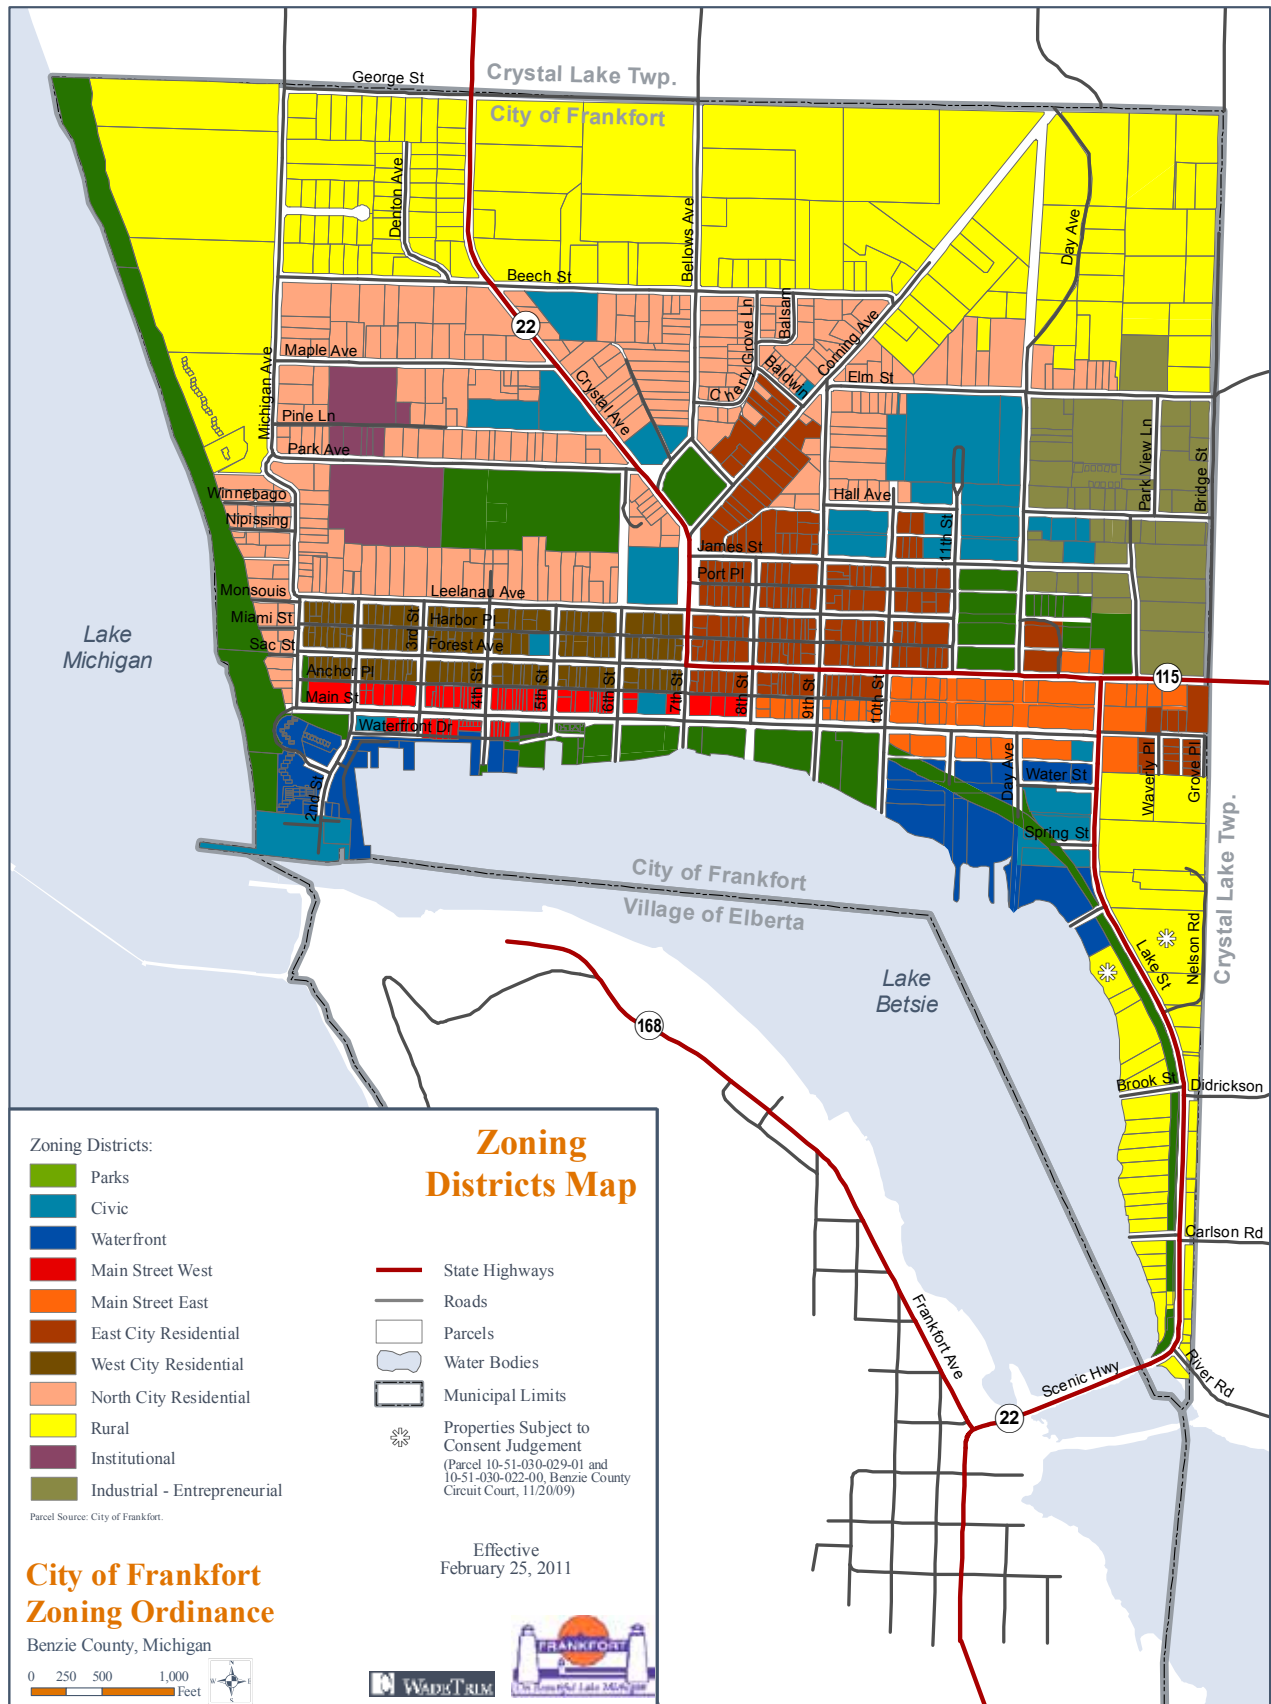 George St
Crystal Lake Twp.
City of Frankfort
Denton Ave
Bellows Ave
Day Ave
Beech St
22
Cherry Grove Ln
Balsam
Corning Ave
Michigan Ave
Maple Ave
Crystal Ave
Baldwin
Elm St
Pine Ln
Park Ave
Park View Ln
Bridge St
Winnebago
Hall Ave
Nipissing
11th St
James St
Port Pl
Monsouis
Leelanau Ave
Miami St
3rd St
Harbor Pl
Sac St
Forest Ave
Lake
Michigan
Anchor Pl
115
Main St
4th St
5th St
6th St
7th St
8th St
9th St
10th St
Waterfront Dr
2nd St
Day Ave
Water St
Waverly Pl
Grove Pl
Spring St
Crystal Lake Twp.
City of Frankfort
Village of Elberta
Lake St
Nelson Rd
Lake
Betsie
168
Brook St
Didrickson
Carlson Rd
Frankfort Ave
Scenic Hwy
River Rd
22
Zoning
Districts Map
Zoning Districts:
Parks
Civic
Waterfront
Main Street West
Main Street East
East City Residential
West City Residential
North City Residential
Rural
Institutional
Industrial - Entrepreneurial
Parcel Source: City of Frankfort.
State Highways
Roads
Parcels
Water Bodies
Municipal Limits
Properties Subject to
Consent Judgement
(Parcel 10-51-030-029-01 and
10-51-030-022-00, Benzie County
Circuit Court, 11/20/09)
Effective
February 25, 2011
City of Frankfort
Zoning Ordinance
Benzie County, Michigan
0 250 500 1,000
Feet
N
W E
S
WADETRIM
FRANKFORT
On Beautiful Lake Michigan